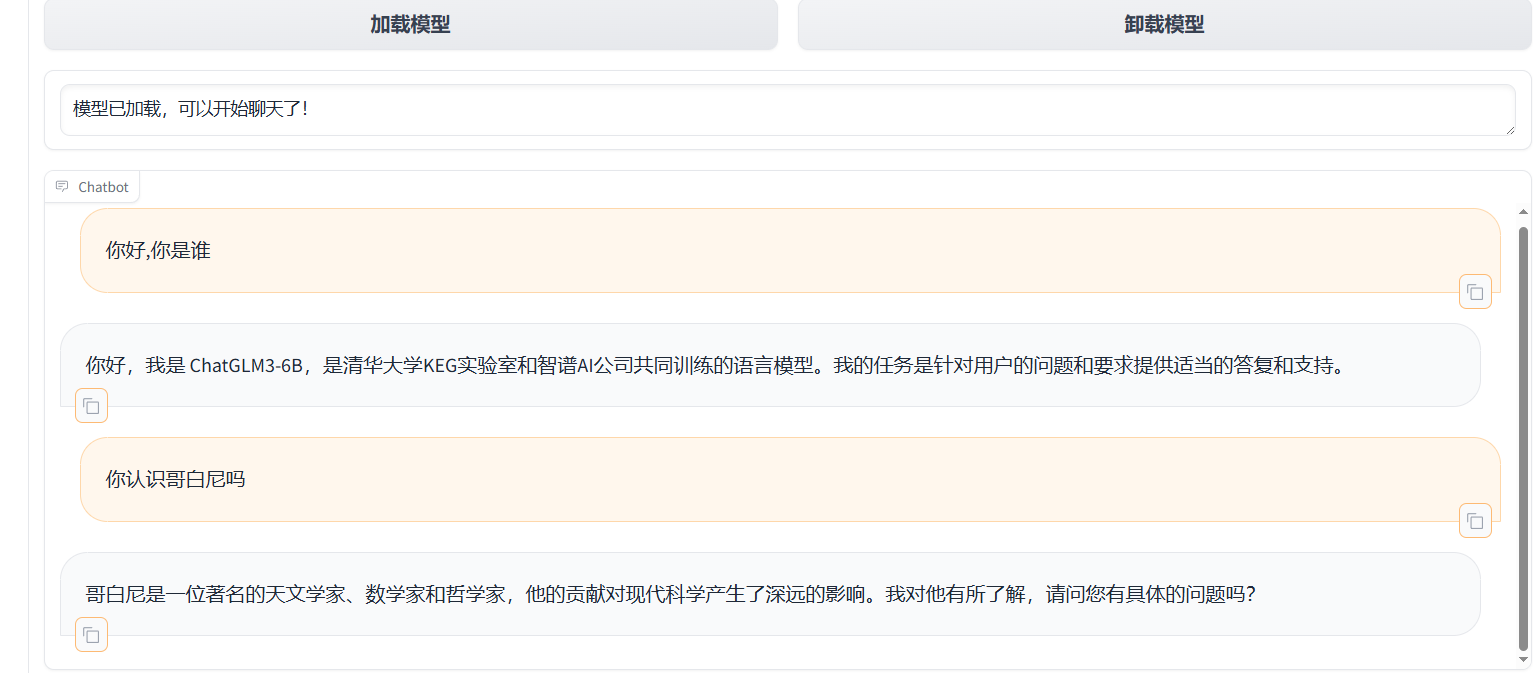 加载模型
卸载模型
模型已加载，可以开始聊天了！
Chatbot
你好,你是谁
你好，我是 ChatGLM3-6B，是清华大学KEG实验室和智谱AI公司共同训练的语言模型。我的任务是针对用户的问题和要求提供适当的答复和支持。
你认识哥白尼吗
哥白尼是一位著名的天文学家、数学家和哲学家，他的贡献对现代科学产生了深远的影响。我对他有所了解，请问您有具体的问题吗？